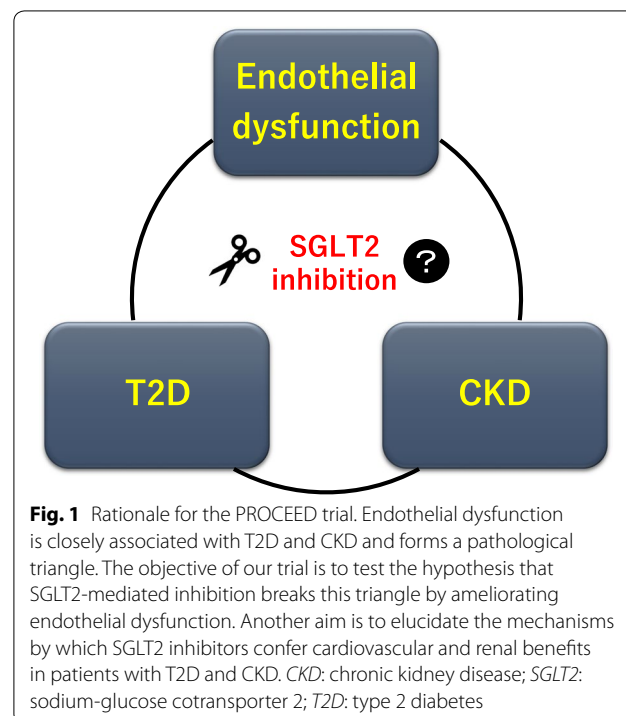 Endothelial
dysfunction
SGLT2
inhibition
?
T2D
CKD
Fig. 1 Rationale for the PROCEED trial. Endothelial dysfunction
is closely associated with T2D and CKD and forms a pathological
triangle. The objective of our trial is to test the hypothesis that
SGLT2-mediated inhibition breaks this triangle by ameliorating
endothelial dysfunction. Another aim is to elucidate the mechanisms
by which SGLT2 inhibitors confer cardiovascular and renal benefits
in patients with T2D and CKD. CKD: chronic kidney disease; SGLT2:
sodium-glucose cotransporter 2; T2D: type 2 diabetes